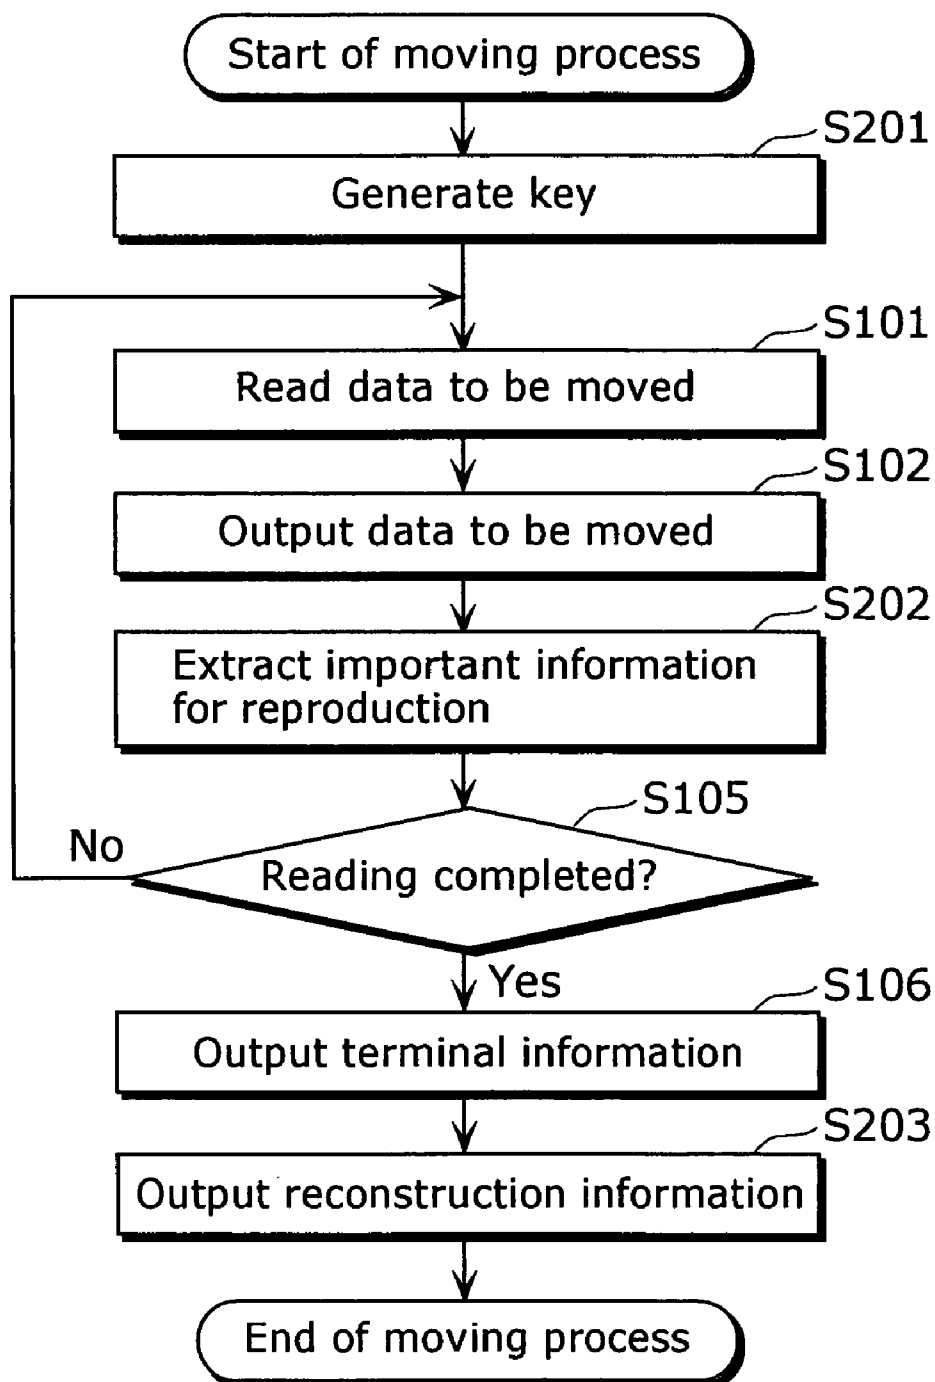 Start of moving process
S201
Generate key
S101
Read data to be moved
S102
Output data to be moved
S202
Extract important information
for reproduction
S105
No
Reading completed?
Yes
S106
Output terminal information
S203
Output reconstruction information
End of moving process